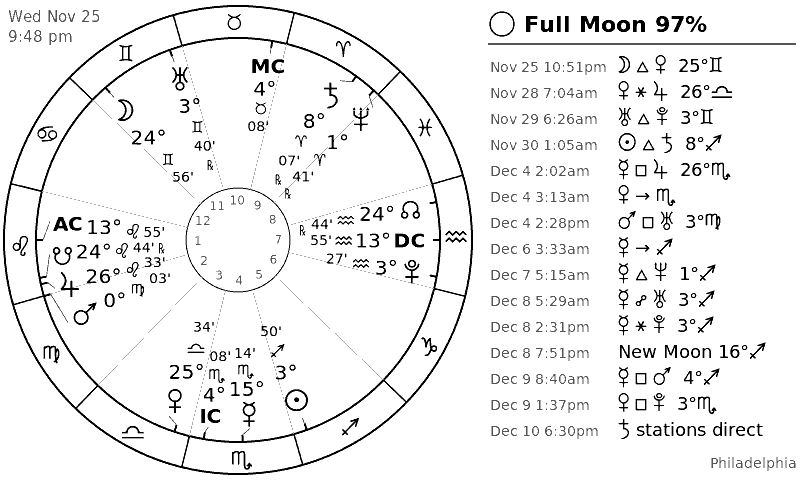 Wed Nov 25
9:48 pm
♉
♊
♈
♋
♓
♌
♒
♍
♑
♎
♐
♏
MC
4°
♉
08'
♅
3°
♊
40'
℞
☽
24°
♊
56'
♄
8°
♈
07'
℞
♆
1°
♈
41'
℞
AC 13° ♌ 55'
☋ 24° ♌ 44' ℞
♃ 26° ♌ 33'
♂ 0° ♍ 03'
℞ 44' ♒ 24° ☊
55' ♒ 13° DC
27' ♒ 3° ♇
34'
♎
25°
♀
08'
♏
4°
IC
14'
♏
15°
☿
50'
♐
3°
☉
10
11
9
12
8
1
7
2
6
3
5
4
Full Moon 97%
Nov 25 10:51pm ☽ △ ♀ 25°♊
Nov 28 7:04am ♀ ⚹ ♃ 26°♎
Nov 29 6:26am ♅ △ ♇ 3°♊
Nov 30 1:05am ☉ △ ♄ 8°♐
Dec 4 2:02am ☿ □ ♃ 26°♏
Dec 4 3:13am ♀ → ♏
Dec 4 2:28pm ♂ □ ♅ 3°♍
Dec 6 3:33am ☿ → ♐
Dec 7 5:15am ☿ △ ♆ 1°♐
Dec 8 5:29am ☿ ☍ ♅ 3°♐
Dec 8 2:31pm ☿ ⚹ ♇ 3°♐
Dec 8 7:51pm New Moon 16°♐
Dec 9 8:40am ☿ □ ♂ 4°♐
Dec 9 1:37pm ♀ □ ♇ 3°♏
Dec 10 6:30pm ♄ stations direct
Philadelphia